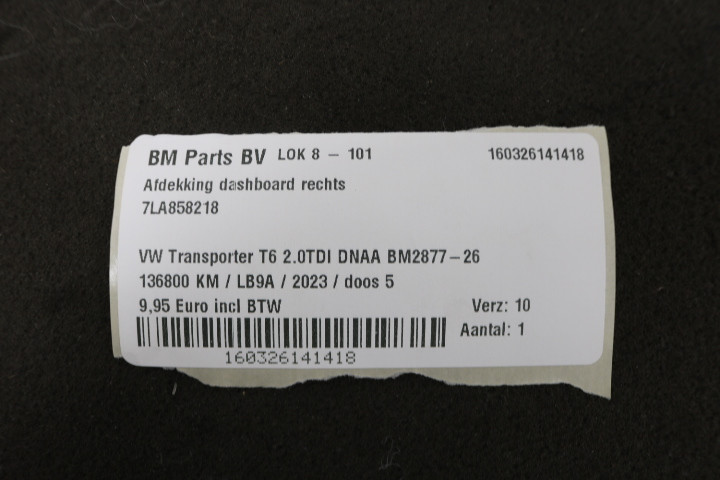 BM Parts BV LOK 8 - 101 160326141418
Afdekking dashboard rechts
7LA858218
VW Transporter T6 2.0TDI DNAA BM2877-26
136800 KM / LB9A / 2023 / doos 5
9,95 Euro incl BTW Verz: 10
Aantal: 1
160326141418